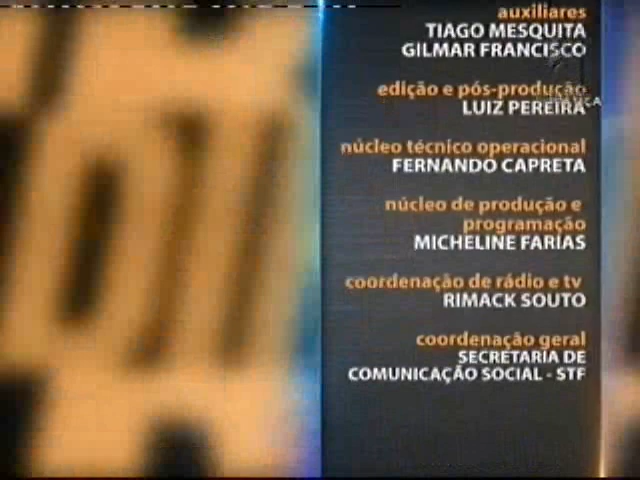 auxiliares
TIAGO MESQUITA
GILMAR FRANCISCO
edição e pós-produção
LUIZ PEREIRA
núcleo técnico operacional
FERNANDO CAPRETA
núcleo de produção e
programação
MICHELINE FARIAS
coordenação de rádio e tv
RIMACK SOUTO
coordenação geral
SECRETARIA DE
COMUNICAÇÃO SOCIAL - STF